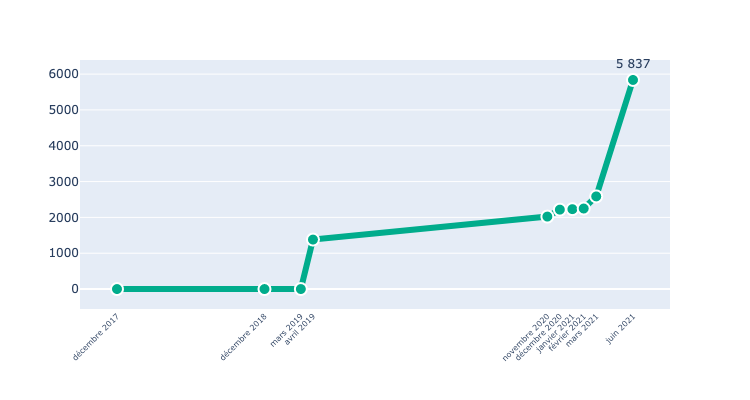 5 837
6000
5000
4000
3000
2000
1000
0
décembre 2017
décembre 2018
mars 2019
avril 2019
novembre 2020
décembre 2020
janvier 2021
février 2021
mars 2021
juin 2021